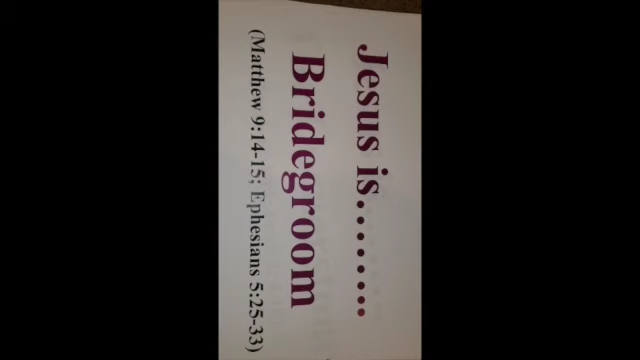 Jesus is.........
Bridegroom
(Matthew 9:14-15; Ephesians 5:25-33)